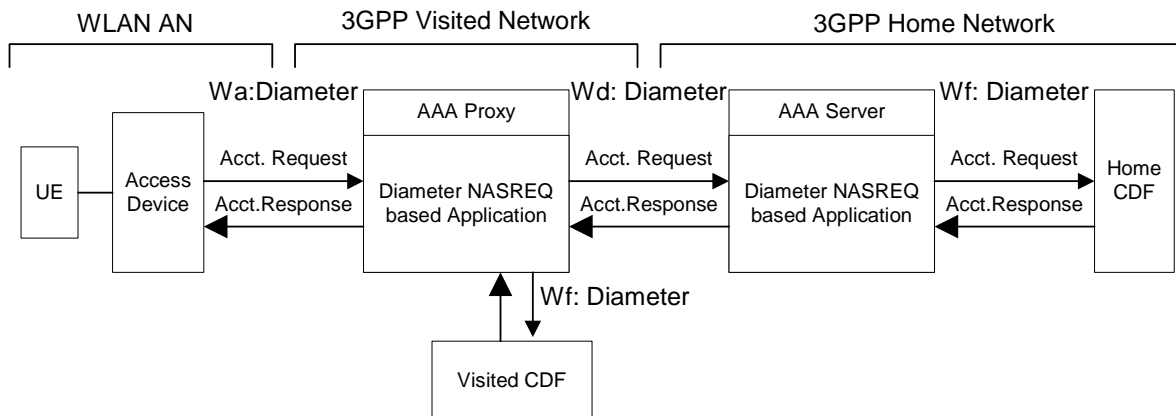 WLAN AN
3GPP Visited Network
3GPP Home Network
Wa:Diameter
Wd: Diameter
Wf: Diameter
AAA Proxy
AAA Server
UE
Access
Device
Acct. Request
Acct.Response
Diameter NASREQ
based Application
Acct. Request
Acct.Response
Diameter NASREQ
based Application
Acct. Request
Acct.Response
Home
CDF
Wf: Diameter
Visited CDF